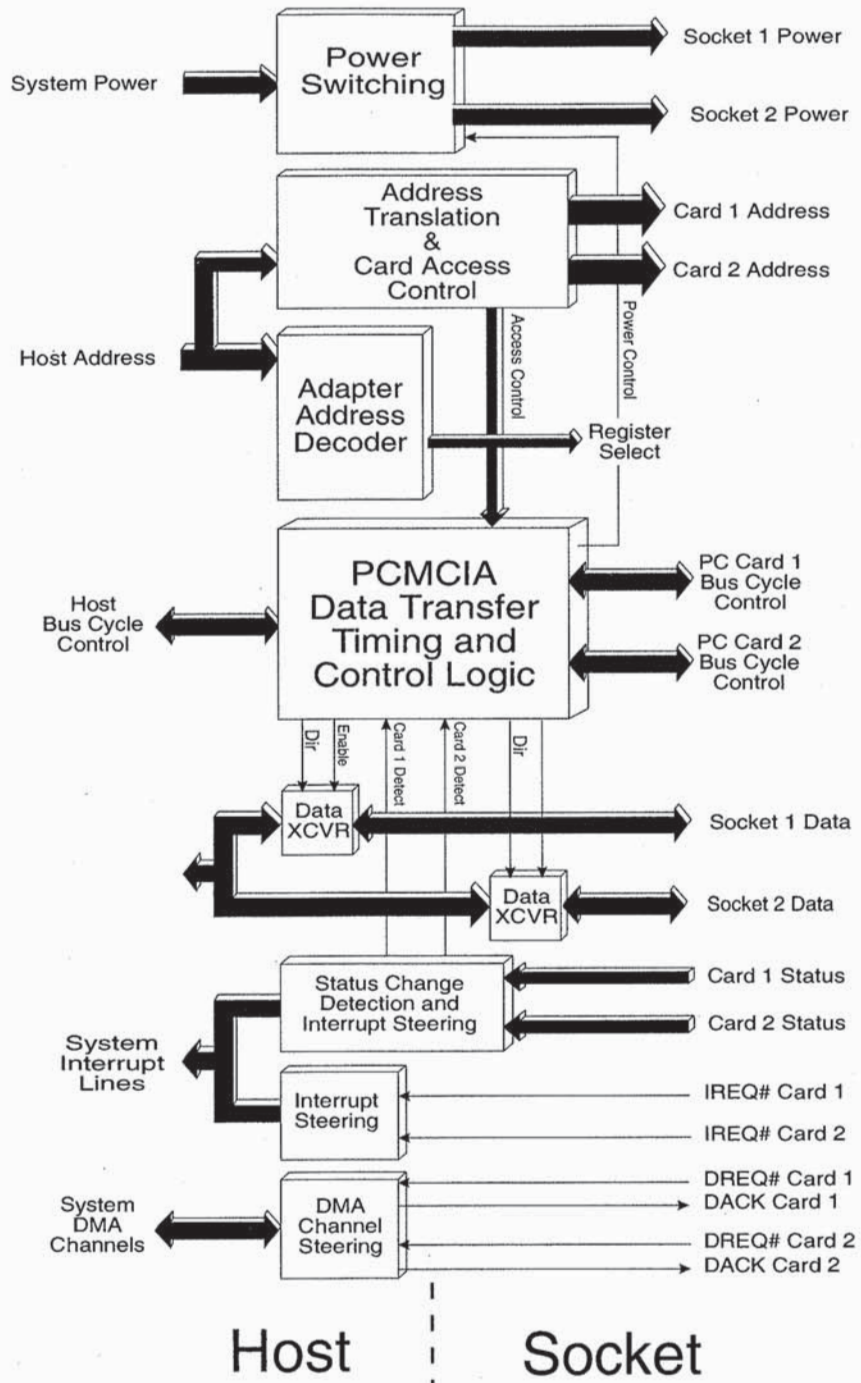 Power
Switching
System Power
Socket 1 Power
Socket 2 Power
Address
Translation
&
Card Access
Control
Card 1 Address
Card 2 Address
Host Address
Access Control
Power Control
Adapter
Address
Decoder
Register
Select
PCMCIA
Data Transfer
Timing and
Control Logic
Host
Bus Cycle
Control
PC Card 1
Bus Cycle
Control
PC Card 2
Bus Cycle
Control
Dir
Enable
Card 1 Detect
Card 2 Detect
Dir
Data
XCVR
Socket 1 Data
Data
XCVR
Socket 2 Data
Status Change
Detection and
Interrupt Steering
Card 1 Status
Card 2 Status
System
Interrupt
Lines
Interrupt
Steering
IREQ# Card 1
IREQ# Card 2
System
DMA
Channels
DMA
Channel
Steering
DREQ# Card 1
DACK Card 1
DREQ# Card 2
DACK Card 2
Host
Socket